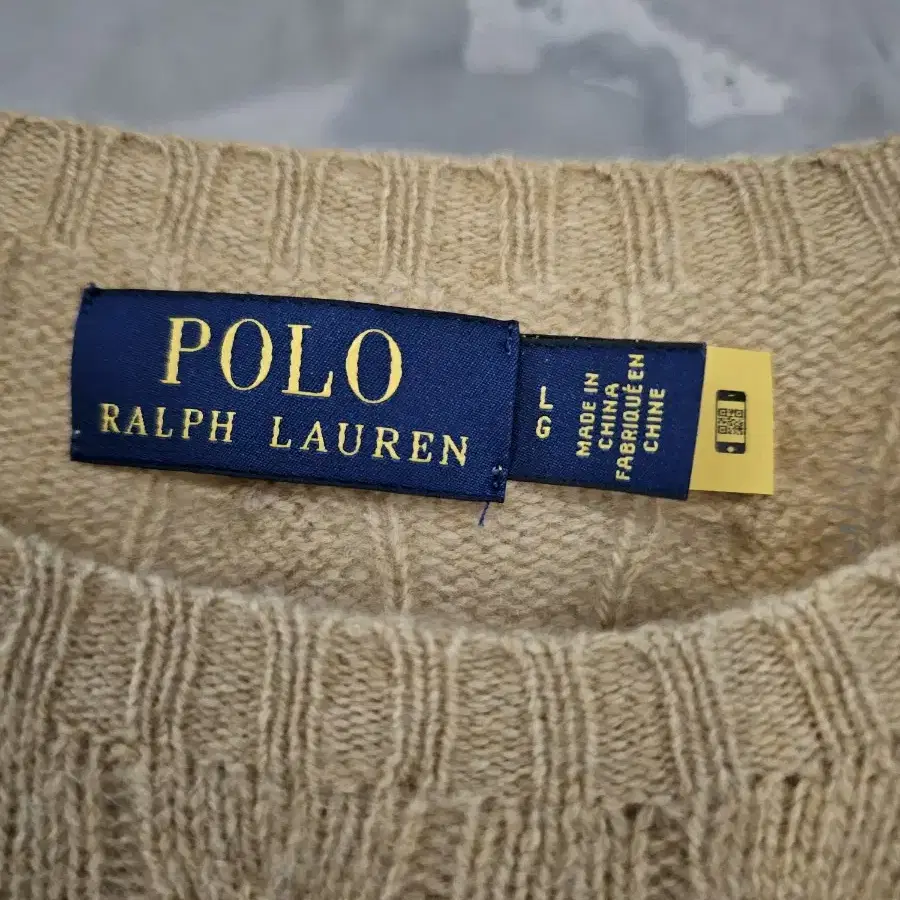 POLO
RALPH LAUREN
L
G
MADE IN
CHINA
FABRIQUÉ EN
CHINE